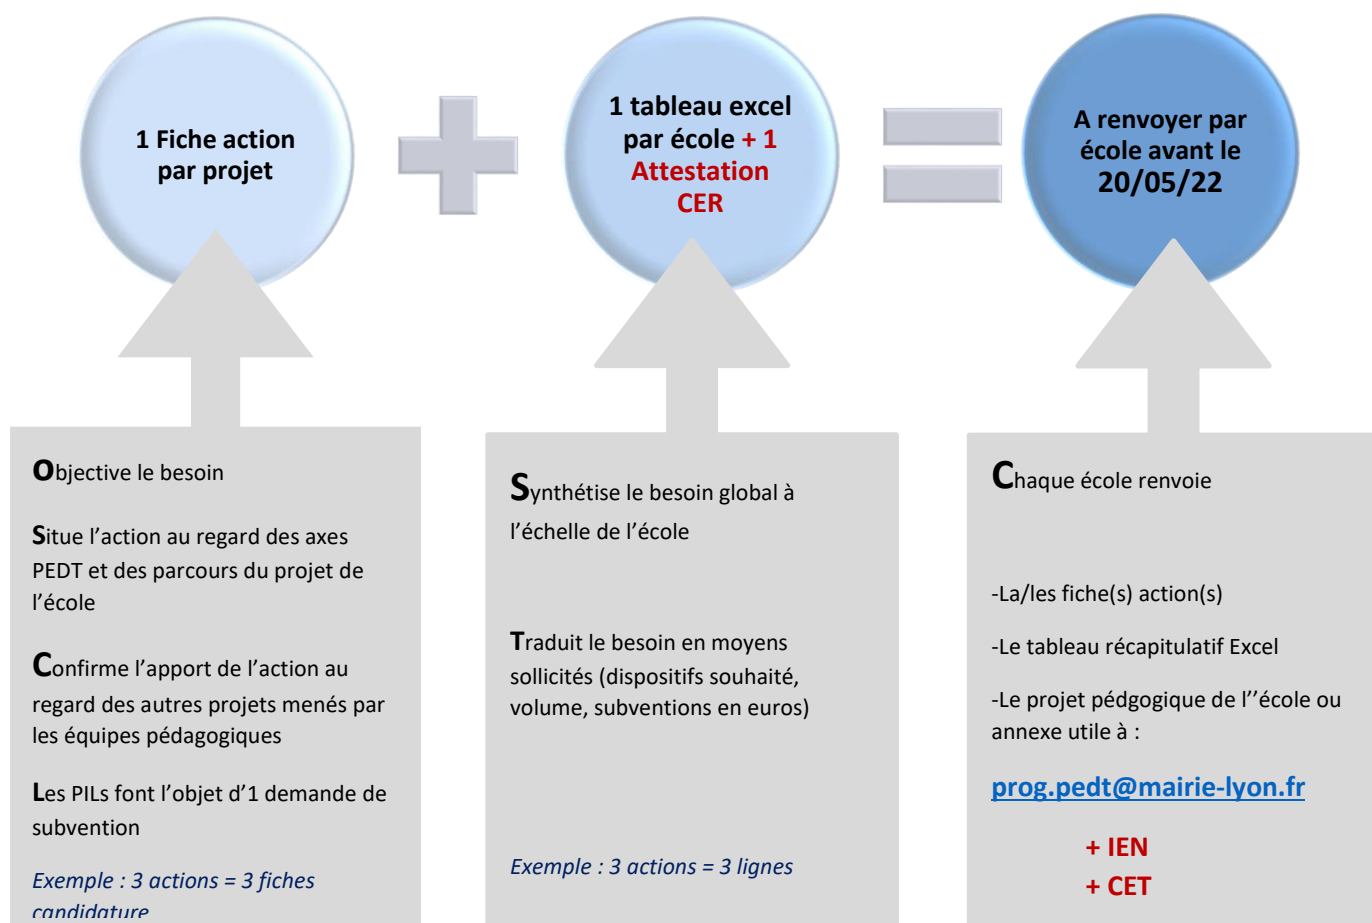 1 Fiche action
par projet
1 tableau excel
par école + 1
Attestation
CER
A renvoyer par
école avant le
20/05/22
Objective le besoin
Situe l’action au regard des axes
PEDT et des parcours du projet de
l’école
Confirme l’apport de l’action au
regard des autres projets menés par
les équipes pédagogiques
Les PILs font l’objet d’1 demande de
subvention
Exemple : 3 actions = 3 fiches
candidature
Synthétise le besoin global à
l’échelle de l’école
Traduit le besoin en moyens
sollicités (dispositifs souhaité,
volume, subventions en euros)
Exemple : 3 actions = 3 lignes
Chaque école renvoie
-La/les fiche(s) action(s)
-Le tableau récapitulatif Excel
-Le projet pédgogique de l’’école ou
annexe utile à :
prog.pedt@mairie-lyon.fr
+ IEN
+ CET